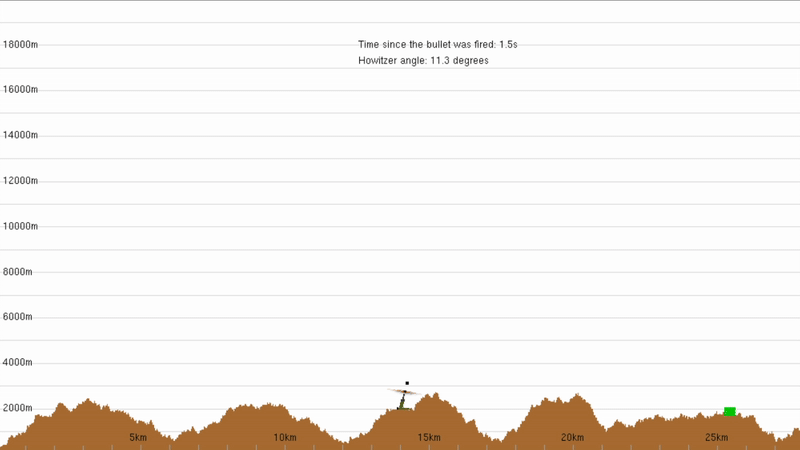 18000m
Time since the bullet was fired: 1.5s
Howitzer angle: 11.3 degrees
16000m
14000m
12000m
10000m
8000m
6000m
4000m
2000m
5km 10km 15km 20km 25km